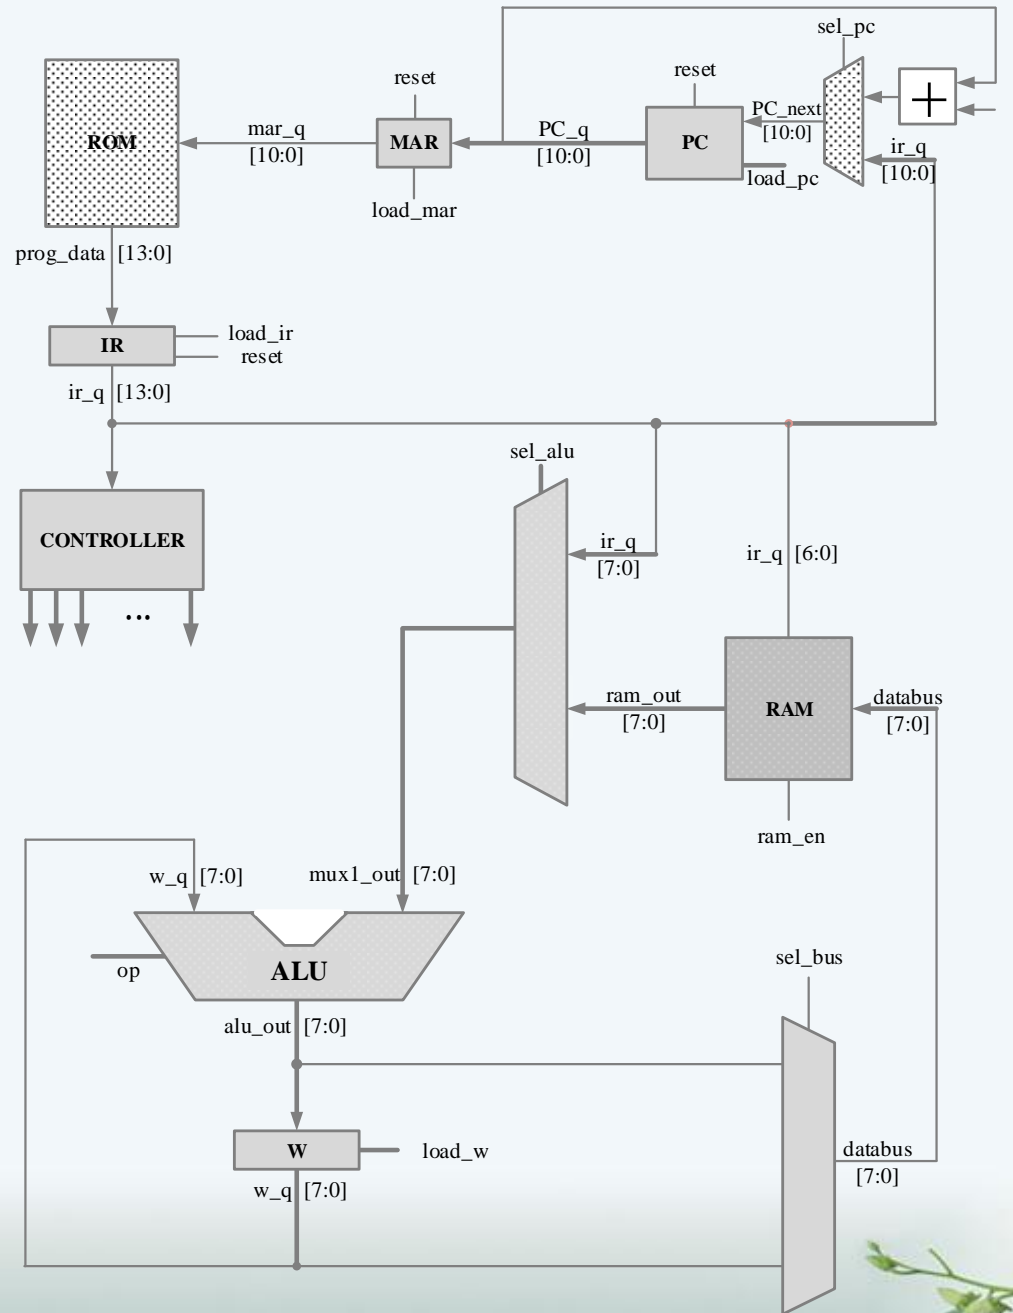 sel_pc
reset
reset
+
ROM
mar_q
[10:0]
MAR
PC_q
[10:0]
PC
PC_next
[10:0]
ir_q
[10:0]
load_pc
load_mar
prog_data [13:0]
IR
load_ir
reset
ir_q [13:0]
sel_alu
CONTROLLER
...
ir_q
[7:0]
ir_q [6:0]
ram_out
[7:0]
RAM
databus
[7:0]
ram_en
w_q [7:0]
mux1_out [7:0]
op
ALU
sel_bus
alu_out [7:0]
W
load_w
databus
[7:0]
w_q [7:0]